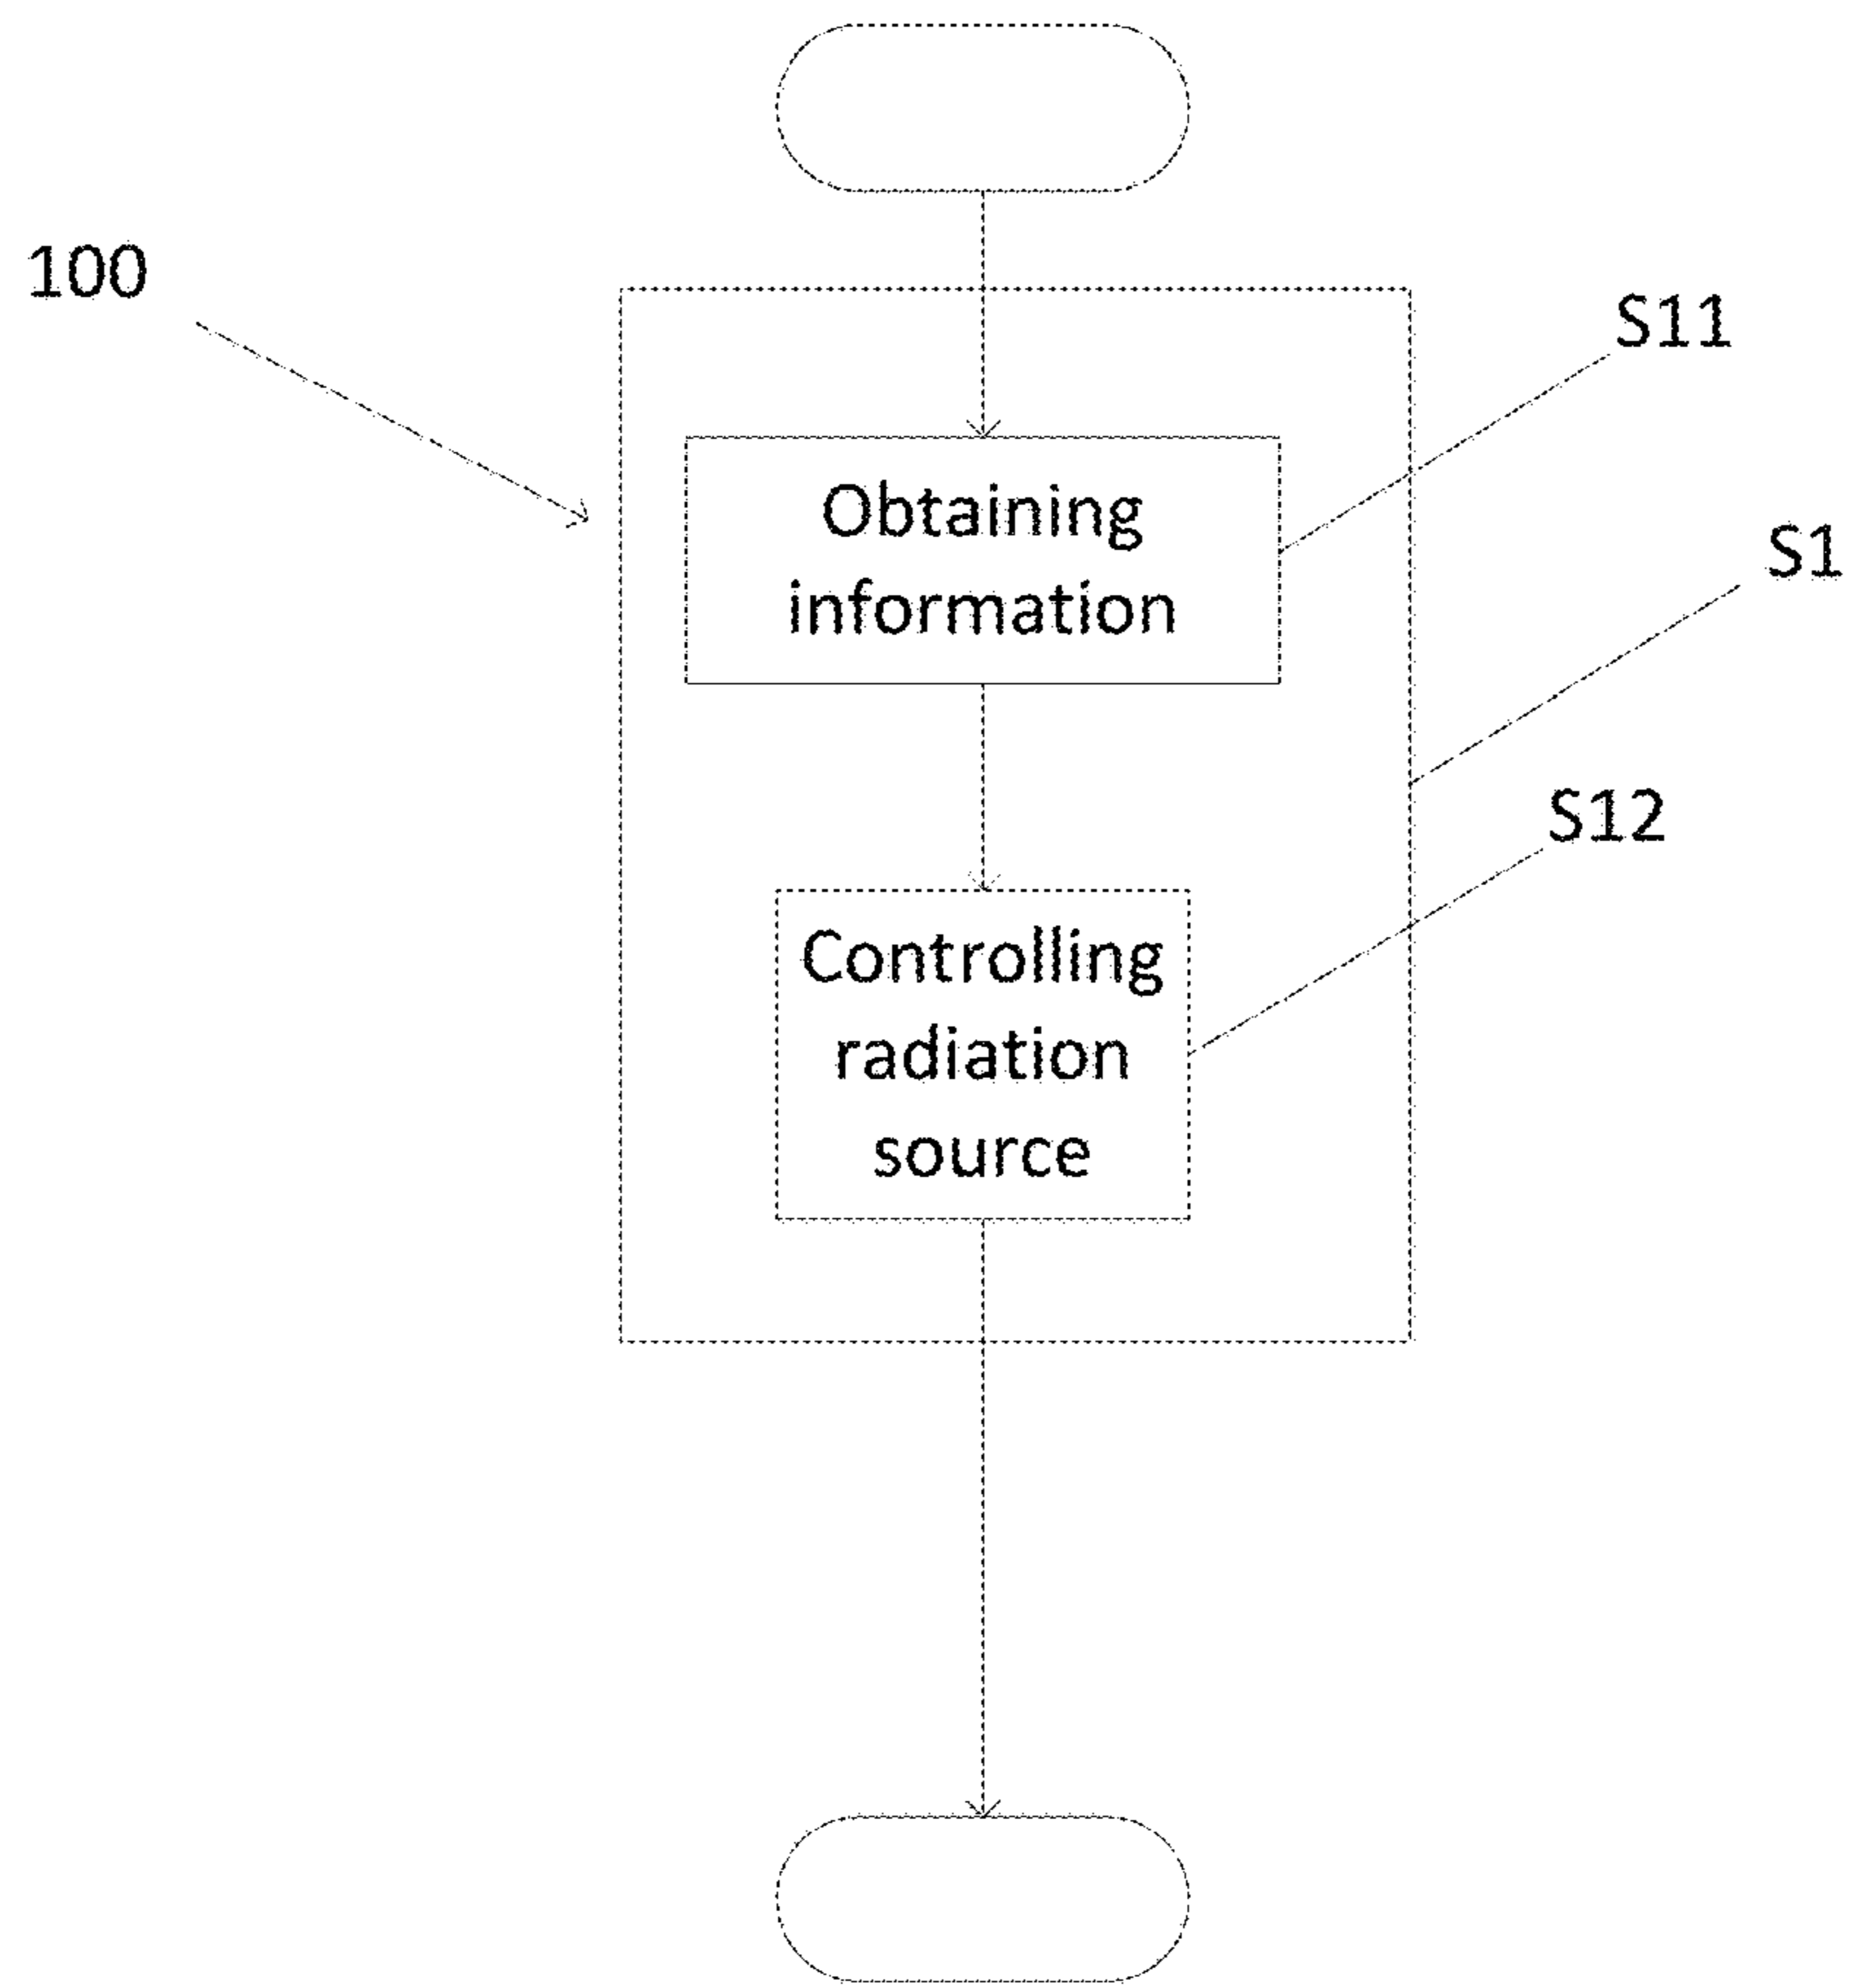 100
S11
Obtaining
information
S1
S12
Controlling
radiation
source